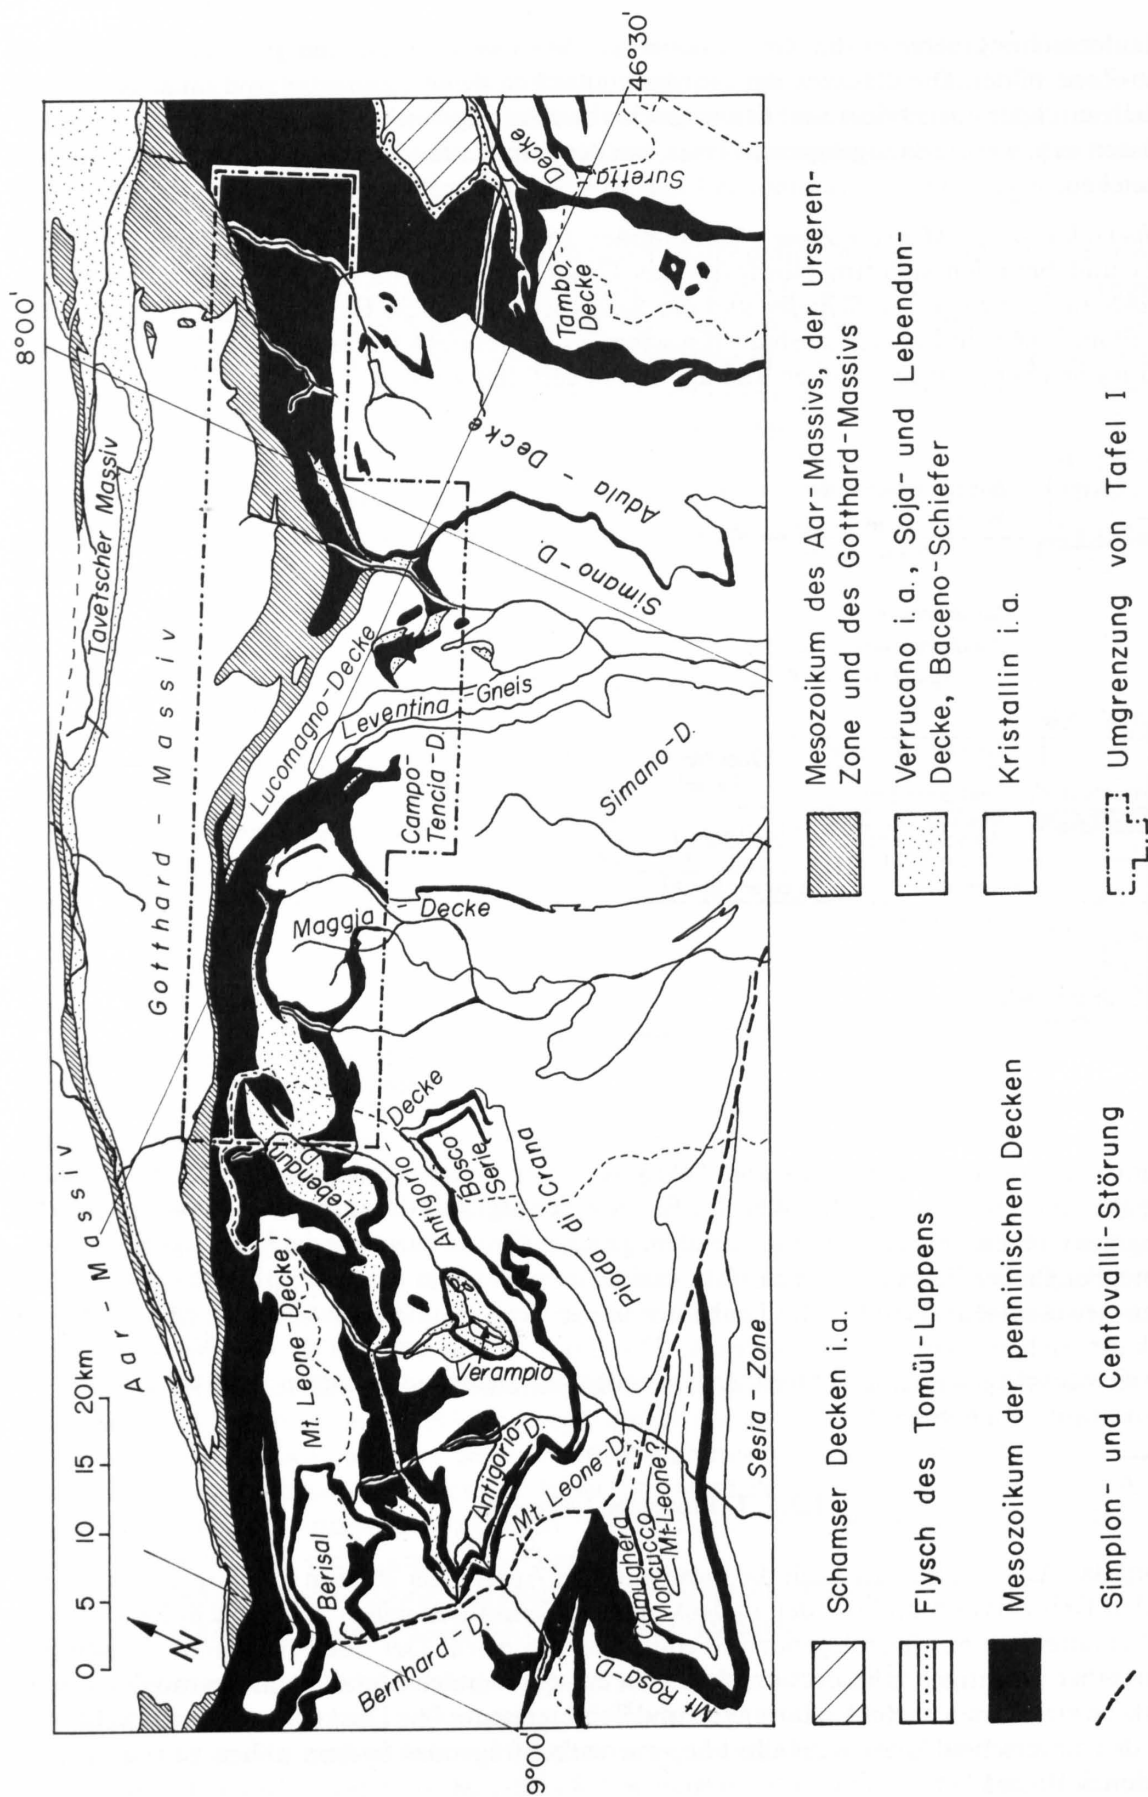 8°00'
46°30'
9°00'
0 5 10 15 20km
N
Aar-Massiv
Tavetscher Massiv
Gotthard-Massiv
Lucomagno-Decke
Leventina-Gneis
Campo-
Tencia-D.
Simano-D.
Simano-D.
Adula-Decke
Tambo,
Decke
Suretta-
Decke
Maggia-
Decke
Lebendun D.
Antigorio
Decke
Bosco-
Serie
Pioda di Crana
Verampio
Mt. Leone-Decke
Berisal
Bernhard-D.
Antigorio D.
Mt. Leone-D.
Camughera
Moncucco
Mt.Leone?
Mt. Rosa-D.
Sesia-Zone
Schamser Decken i.a.
Flysch des Tomül-Lappens
Mesozoikum der penninischen Decken
Simplon- und Centovalli-Störung
Mesozoikum des Aar-Massivs, der Urseren-
Zone und des Gotthard-Massivs
Verrucano i.a., Soja- und Lebendun-
Decke, Baceno-Schiefer
Kristallin i.a.
Umgrenzung von Tafel I